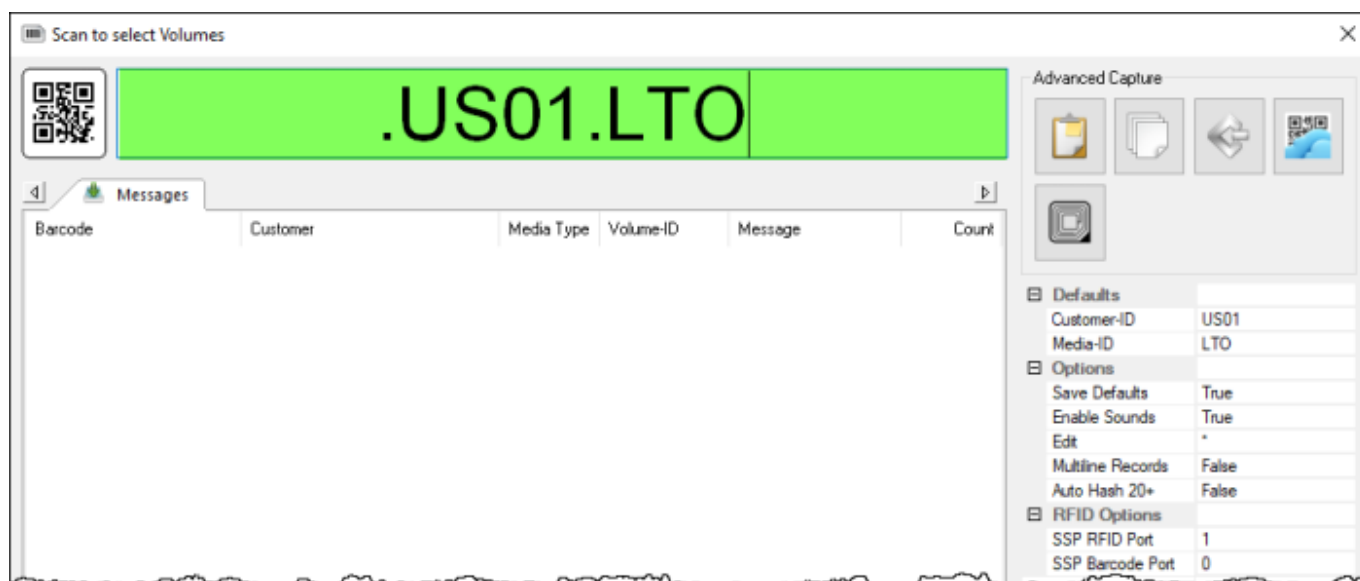 Scan to select Volumes
.US01.LTO
Advanced Capture
Messages
Barcode Customer Media Type Volume-ID Message Count
Defaults
Customer-ID US01
Media-ID LTO
Options
Save Defaults True
Enable Sounds True
Edit *
Multiline Records False
Auto Hash 20+ False
RFID Options
SSP RFID Port 1
SSP Barcode Port 0